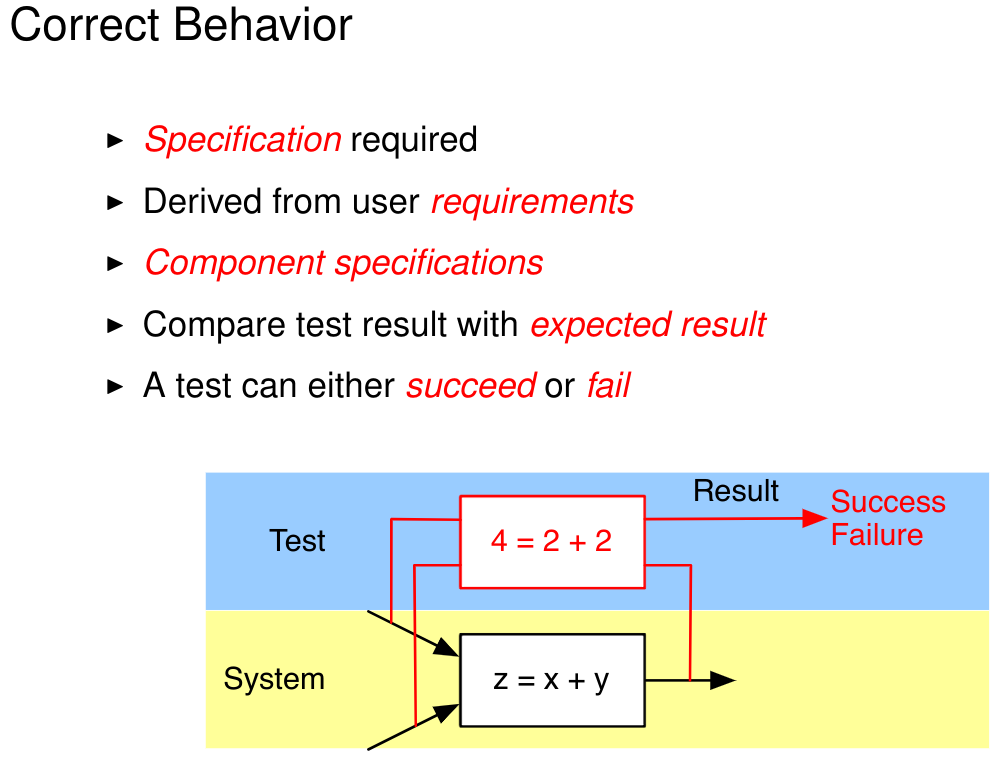 Correct Behavior
► Specification required
► Derived from user requirements
► Component specifications
► Compare test result with expected result
► A test can either succeed or fail
Result
Success
Failure
Test
4 = 2 + 2
System
z = x + y